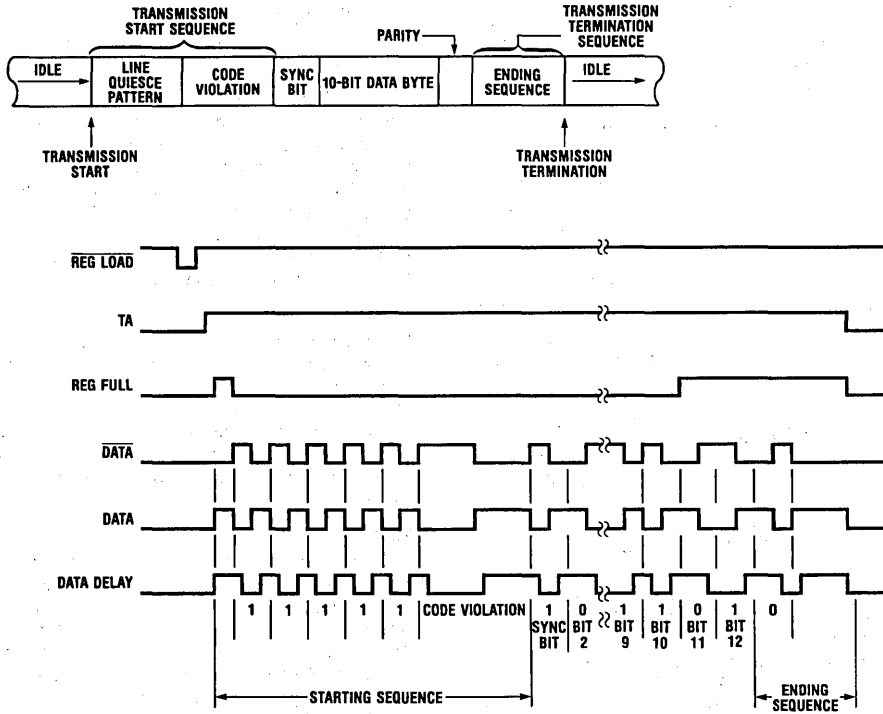 TRANSMISSION
START SEQUENCE
PARITY
TRANSMISSION
TERMINATION
SEQUENCE
IDLE
LINE
QUIESCE
PATTERN
CODE
VIOLATION
SYNC
BIT
10-BIT DATA BYTE
ENDING
SEQUENCE
IDLE
TRANSMISSION
START
TRANSMISSION
TERMINATION
REG LOAD
TA
REG FULL
DATA
DATA
DATA DELAY
1 1 1 1 1 CODE VIOLATION 1 0 1 1 0 1 0
SYNC BIT BIT BIT BIT BIT
BIT 2 9 10 11 12
STARTING SEQUENCE
ENDING
SEQUENCE